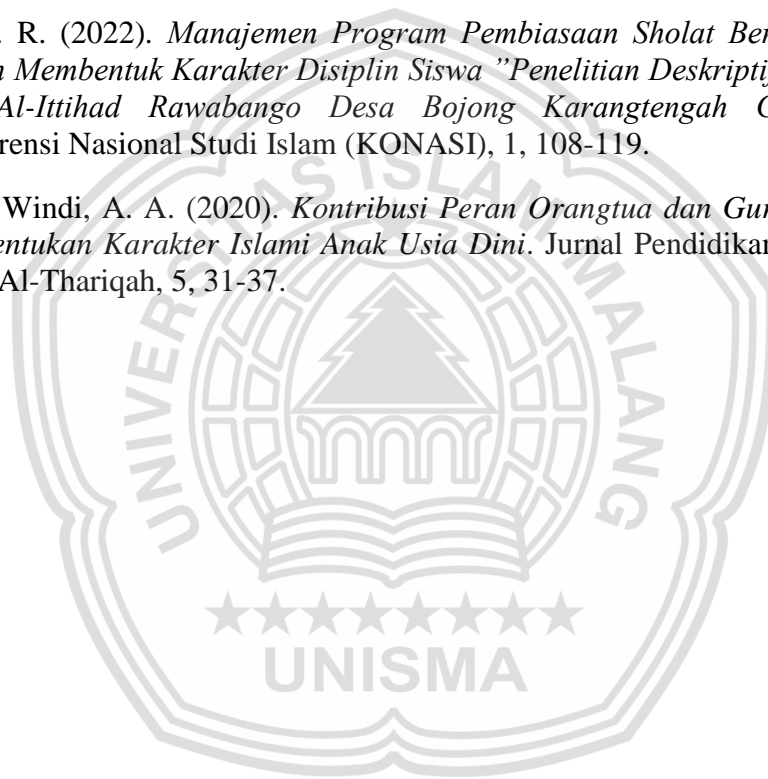 . R. (2022). Manajemen Program Pembiasaan Sholat Ber
n Membentuk Karakter Disiplin Siswa ”Penelitian Deskriptif
Al-Ittihad Rawabango Desa Bojong Karangtengah C
rensi Nasional Studi Islam (KONASI), 1, 108-119.
Windi, A. A. (2020). Kontribusi Peran Orangtua dan Gur
entukan Karakter Islami Anak Usia Dini. Jurnal Pendidikan
Al-Thariqah, 5, 31-37.
UNIVERSITAS ISLAM MALANG
UNISMA